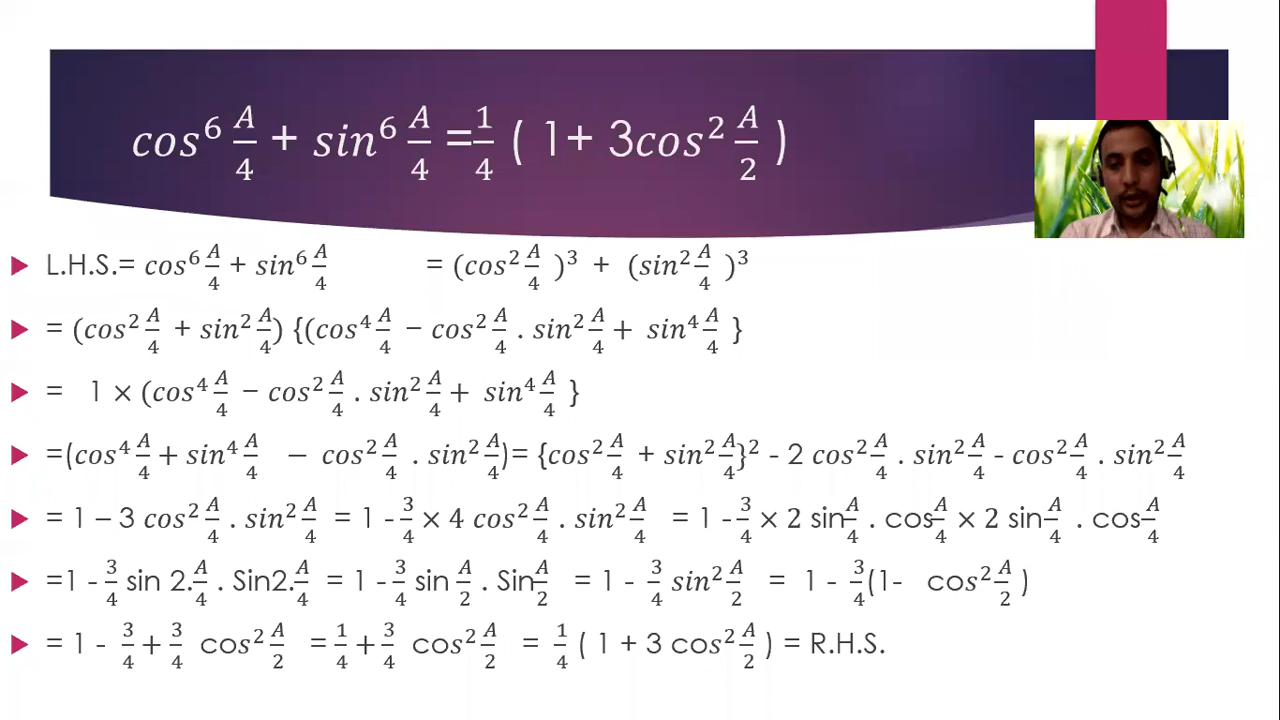 cos⁶ A/4 + sin⁶ A/4 = 1/4 ( 1+ 3cos² A/2 )
L.H.S.= cos⁶ A/4 + sin⁶ A/4 = (cos² A/4 )³ + (sin² A/4 )³
= (cos² A/4 + sin² A/4) {(cos⁴ A/4 − cos² A/4 . sin² A/4 + sin⁴ A/4 }
= 1 × (cos⁴ A/4 − cos² A/4 . sin² A/4 + sin⁴ A/4 }
=(cos⁴ A/4 + sin⁴ A/4 − cos² A/4 . sin² A/4)= {cos² A/4 + sin² A/4}² - 2 cos² A/4 . sin² A/4 - cos² A/4 . sin² A/4
= 1 – 3 cos² A/4 . sin² A/4 = 1 - 3/4 × 4 cos² A/4 . sin² A/4 = 1 - 3/4 × 2 sin A/4 . cos A/4 × 2 sin A/4 . cos A/4
=1 - 3/4 sin 2. A/4 . Sin2. A/4 = 1 - 3/4 sin A/2 . Sin A/2 = 1 - 3/4 sin² A/2 = 1 - 3/4 (1- cos² A/2 )
= 1 - 3/4 + 3/4 cos² A/2 = 1/4 + 3/4 cos² A/2 = 1/4 ( 1 + 3 cos² A/2 ) = R.H.S.